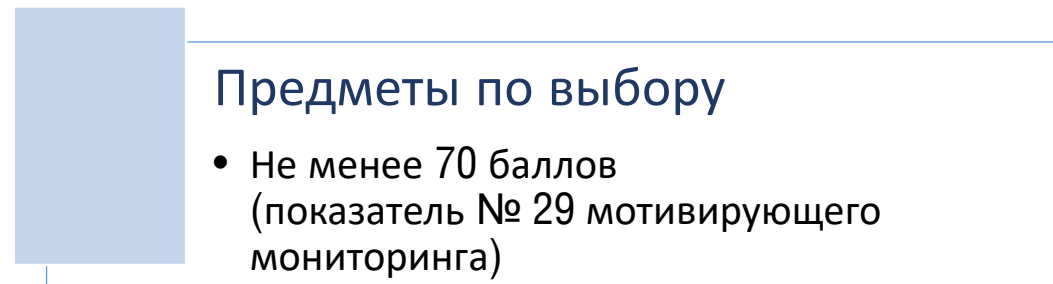 Предметы по выбору
• Не менее 70 баллов
(показатель № 29 мотивирующего
мониторинга)